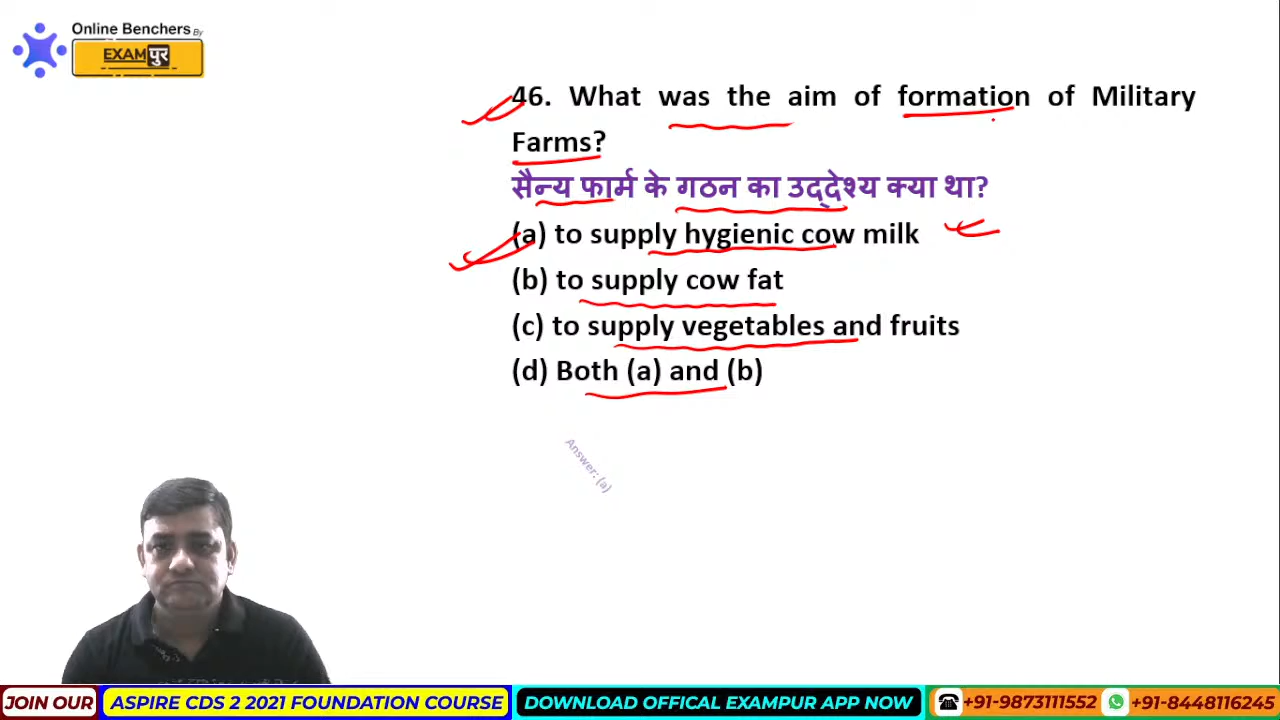 Online Benchers By
EXAMपुर
46. What was the aim of formation of Military
Farms?
सैन्य फार्म के गठन का उद्देश्य क्या था?
(a) to supply hygienic cow milk
(b) to supply cow fat
(c) to supply vegetables and fruits
(d) Both (a) and (b)
Answer: (a)
JOIN OUR ASPIRE CDS 2 2021 FOUNDATION COURSE DOWNLOAD OFFICAL EXAMPUR APP NOW +91-9873111552 +91-8448116245